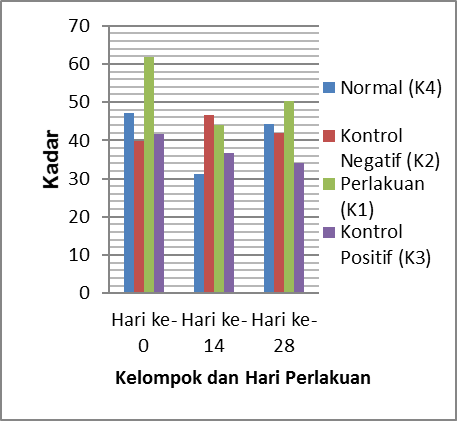 70
60
50
40
30
20
10
0
Kadar
Hari ke-
0
Hari ke-
14
Hari ke-
28
Kelompok dan Hari Perlakuan
Normal (K4)
Kontrol
Negatif (K2)
Perlakuan
(K1)
Kontrol
Positif (K3)